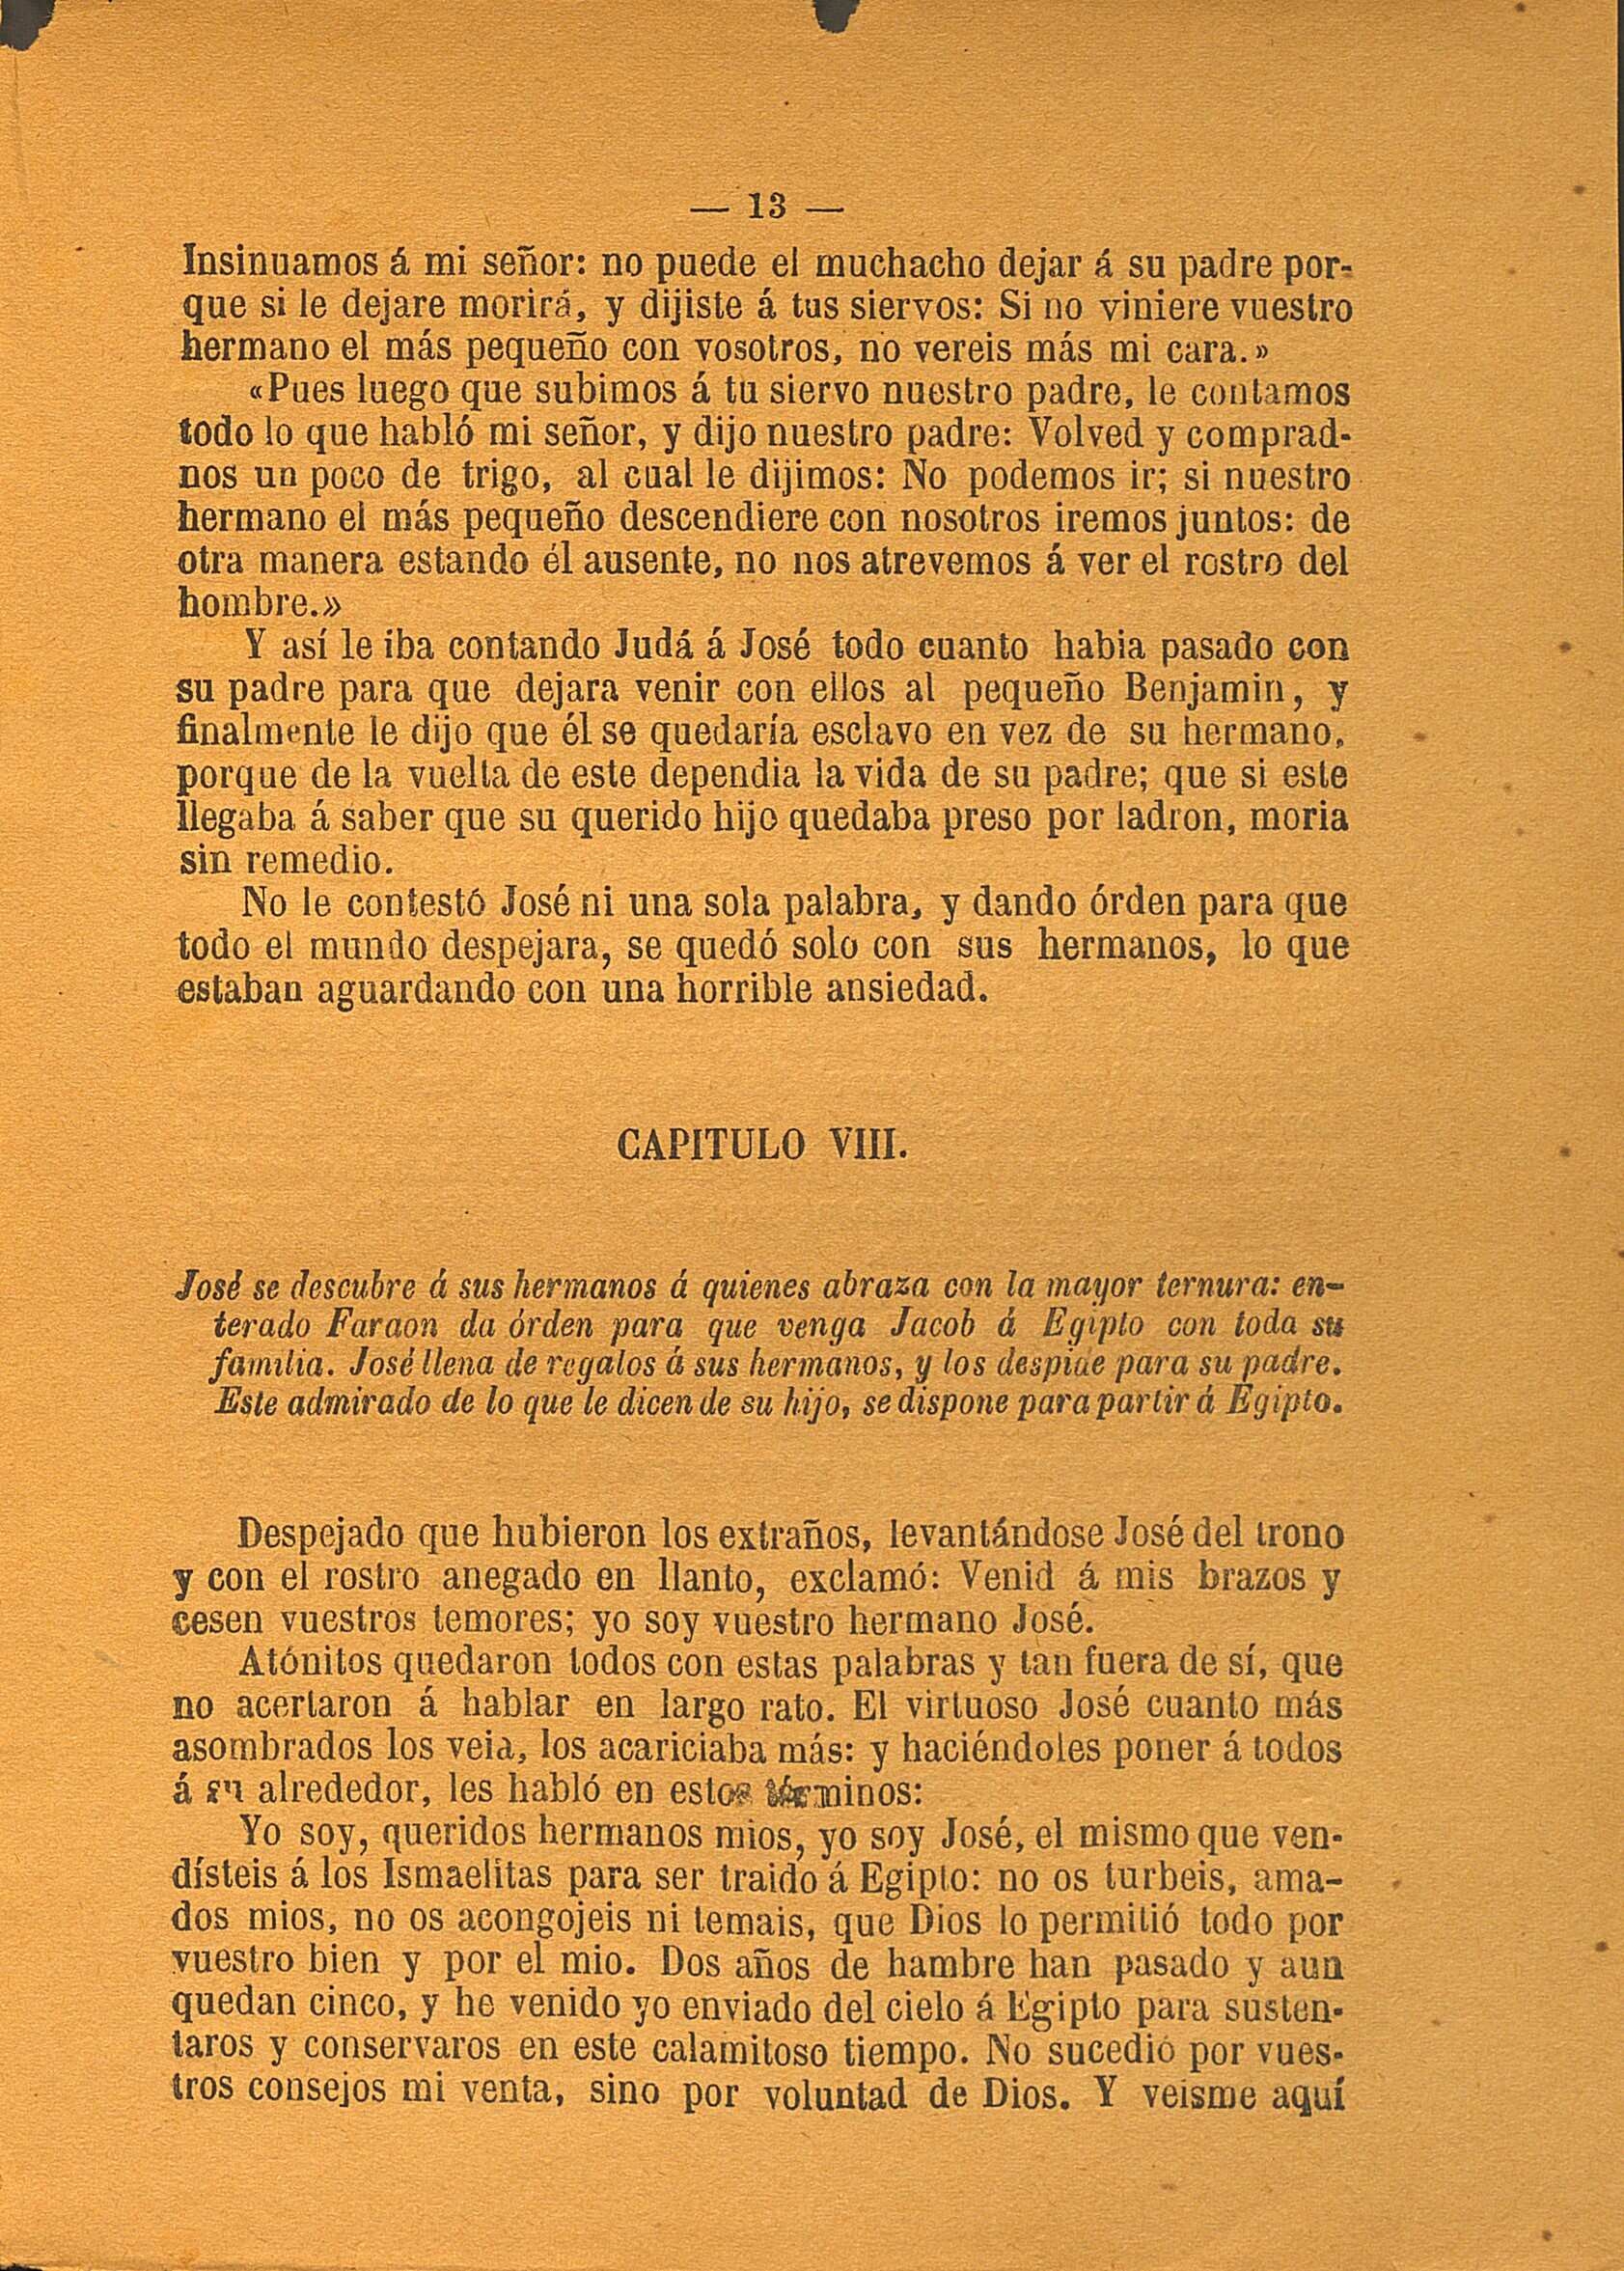 — 13 —
Insinuamos á mi señor: no puede el muchacho dejar á su padre por-
que si le dejare morirá, y dijiste á tus siervos: Si no viniere vuestro
hermano el más pequeño con vosotros, no vereis más mi cara.»
«Pues luego que subimos á tu siervo nuestro padre, le contamos
todo lo que habló mi señor, y dijo nuestro padre: Volved y comprad-
nos un poco de trigo, al cual le dijimos: No podemos ir; si nuestro
hermano el más pequeño descendiere con nosotros iremos juntos: de
otra manera estando él ausente, no nos atrevemos á ver el rostro del
hombre.»
Y así le iba contando Judá á José todo cuanto habia pasado con
su padre para que dejara venir con ellos al pequeño Benjamin, y
finalmente le dijo que él se quedaría esclavo en vez de su hermano,
porque de la vuelta de este dependia la vida de su padre; que si este
llegaba á saber que su querido hijo quedaba preso por ladron, moria
sin remedio.
No le contestó José ni una sola palabra, y dando órden para que
todo el mundo despejara, se quedó solo con sus hermanos, lo que
estaban aguardando con una horrible ansiedad.
CAPITULO VIII.
José se descubre á sus hermanos á quienes abraza con la mayor ternura: en-
terado Faraon da órden para que venga Jacob á Egipto con toda su
familia. José llena de regalos á sus hermanos, y los despide para su padre.
Este admirado de lo que le dicen de su hijo, se dispone para partir á Egipto.
Despejado que hubieron los extraños, levantándose José del trono
y con el rostro anegado en llanto, exclamó: Venid á mis brazos y
cesen vuestros temores; yo soy vuestro hermano José.
Atónitos quedaron todos con estas palabras y tan fuera de sí, que
no acertaron á hablar en largo rato. El virtuoso José cuanto más
asombrados los veia, los acariciaba más: y haciéndoles poner á todos
á su alrededor, les habló en estos términos:
Yo soy, queridos hermanos mios, yo soy José, el mismo que ven-
dísteis á los Ismaelitas para ser traido á Egipto: no os turbeis, ama-
dos mios, no os acongojeis ni temais, que Dios lo permitió todo por
vuestro bien y por el mio. Dos años de hambre han pasado y aun
quedan cinco, y he venido yo enviado del cielo á Egipto para susten-
taros y conservaros en este calamitoso tiempo. No sucedió por vues-
tros consejos mi venta, sino por voluntad de Dios. Y veisme aquí